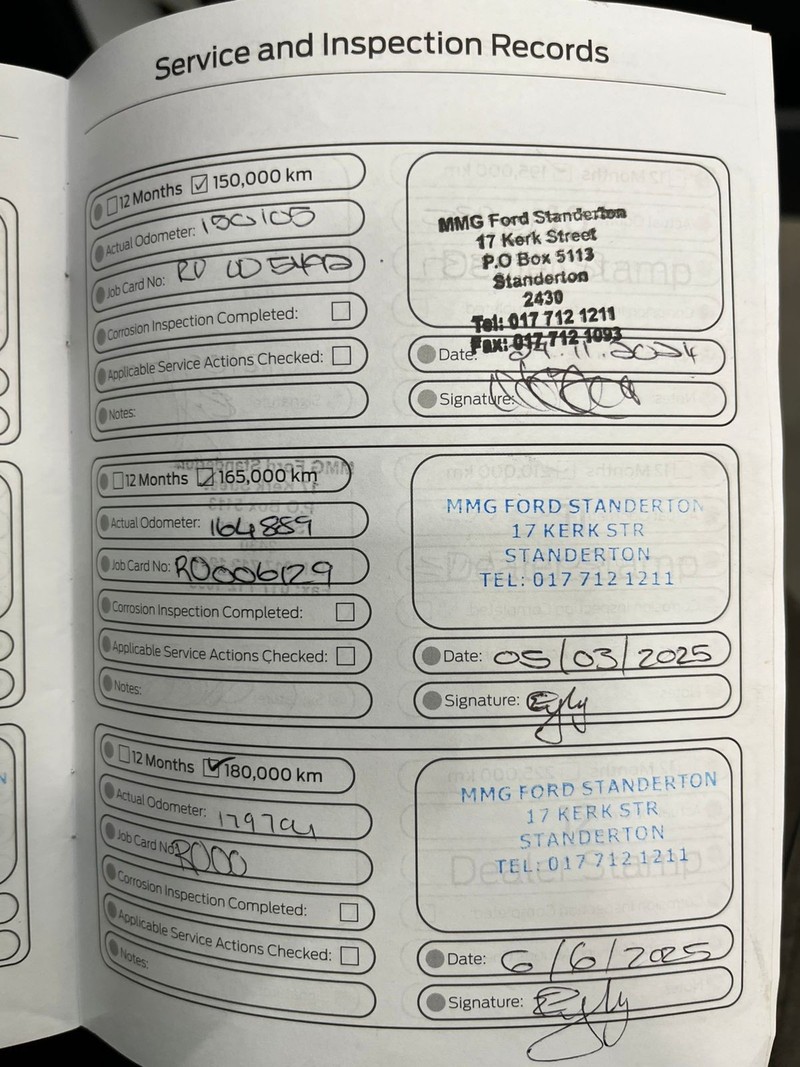 Service and Inspection Records
12 Months 150,000 km
Actual Odometer: 150105
Job Card No:
Corrosion Inspection Completed:
Applicable Service Actions Checked:
Notes:
MMG Ford Standerton
17 Kerk Street
P.O Box 5113
Standerton
2430
Tel: 017 712 1211
Fax: 017 712 1093
Date: 11.2024
Signature:
12 Months 165,000 km
Actual Odometer: 164889
Job Card No: RO006129
Corrosion Inspection Completed:
Applicable Service Actions Checked:
Notes:
MMG FORD STANDERTON
17 KERK STR
STANDERTON
TEL: 017 712 1211
Date: 05/03/2025
Signature:
12 Months 180,000 km
Actual Odometer:
Job Card No: RO00
Corrosion Inspection Completed:
Applicable Service Actions Checked:
Notes:
MMG FORD STANDERTON
17 KERK STR
STANDERTON
TEL: 017 712 1211
Dealer Stamp
Date: 6/6/2025
Signature: